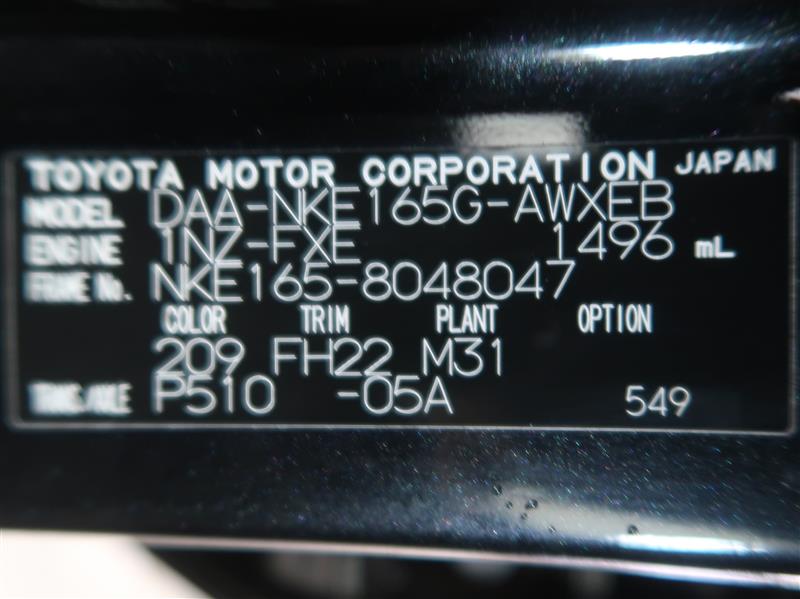 TOYOTA MOTOR CORPORATION JAPAN
MODEL DAA-NKE165G-AWXEB
ENGINE 1NZ-FXE 1496 mL
FRAME No. NKE165-8048047
COLOR TRIM PLANT OPTION
209 FH22 M31
TRANS/AXLE P510 -05A 549